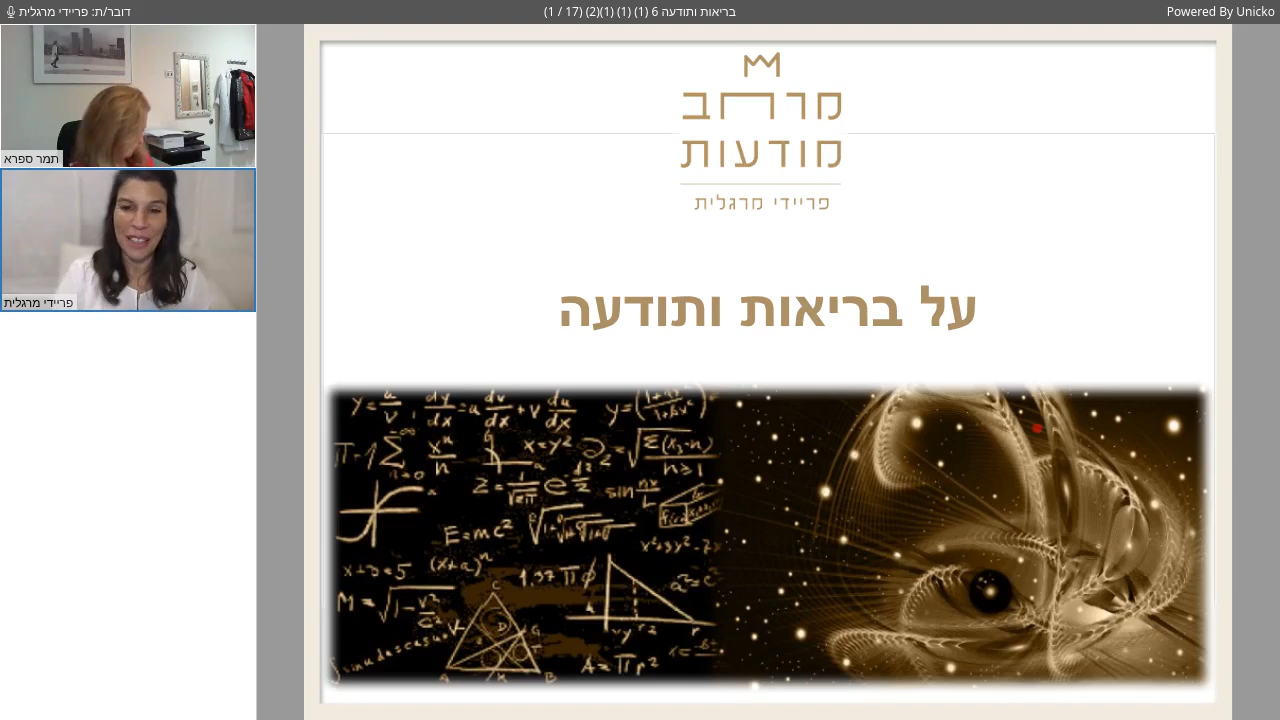 דובר/ת: פריידי מרגלית
בריאות ותודעה 6 (1) (1) (1)(2) (17 / 1)
Powered By Unicko
תמר ספרא
פריידי מרגלית
מרחב
מודעות
פריידי מרגלית
על בריאות ותודעה
E=mc²
A=πr²